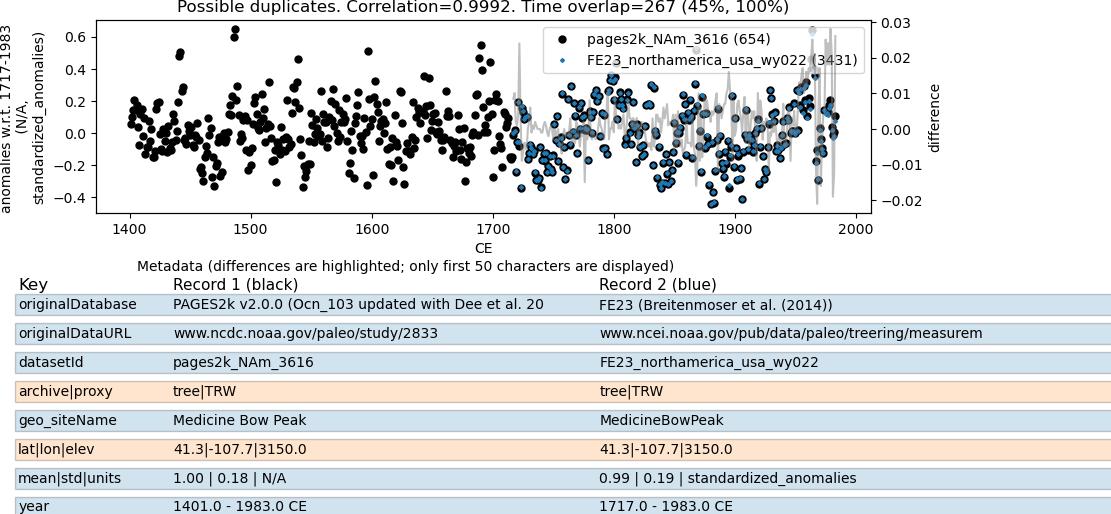 Possible duplicates. Correlation=0.9992. Time overlap=267 (45%, 100%)
anomalies w.r.t. 1717-1983
(N/A,
standardized_anomalies)
0.6
0.4
0.2
0.0
−0.2
−0.4
pages2k_NAm_3616 (654)
FE23_northamerica_usa_wy022 (3431)
0.03
0.02
0.01
0.00
−0.01
−0.02
difference
1400 1500 1600 1700 1800 1900 2000
CE
Metadata (differences are highlighted; only first 50 characters are displayed)
Key Record 1 (black) Record 2 (blue)
originalDatabase PAGES2k v2.0.0 (Ocn_103 updated with Dee et al. 20 FE23 (Breitenmoser et al. (2014))
originalDataURL www.ncdc.noaa.gov/paleo/study/2833 www.ncei.noaa.gov/pub/data/paleo/treering/measurem
datasetId pages2k_NAm_3616 FE23_northamerica_usa_wy022
archive|proxy tree|TRW tree|TRW
geo_siteName Medicine Bow Peak MedicineBowPeak
lat|lon|elev 41.3|-107.7|3150.0 41.3|-107.7|3150.0
mean|std|units 1.00 | 0.18 | N/A 0.99 | 0.19 | standardized_anomalies
year 1401.0 - 1983.0 CE 1717.0 - 1983.0 CE